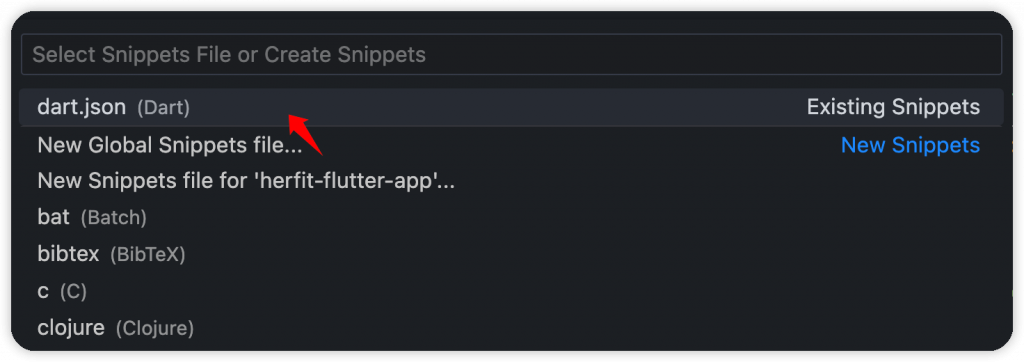 Select Snippets File or Create Snippets
dart.json (Dart) Existing Snippets
New Global Snippets file... New Snippets
New Snippets file for 'herfit-flutter-app'...
bat (Batch)
bibtex (BibTeX)
c (C)
clojure (Clojure)